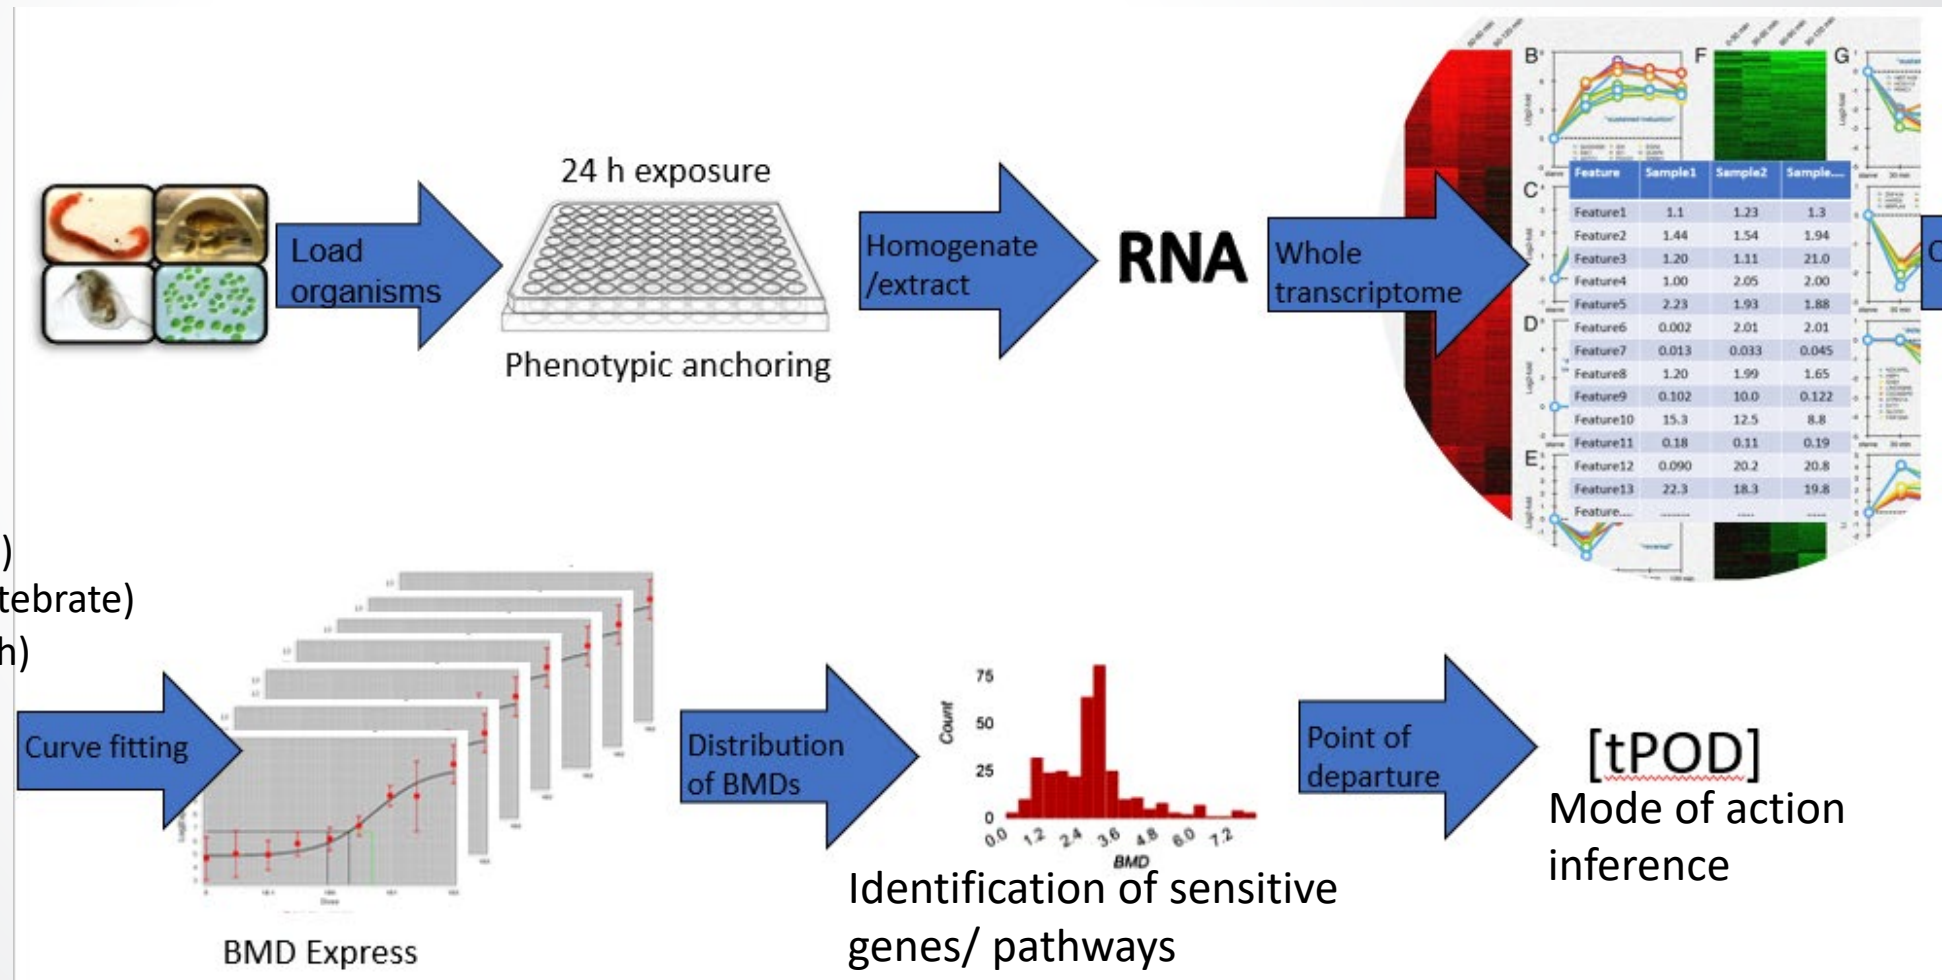 24 h exposure
Load
organisms
Phenotypic anchoring
Homogenate
/extract
RNA
Whole
transcriptome
B
F
G
C
D
E
Log2-fold
"sustained induction"
Feature Sample1 Sample2 Sample....
Feature1 1.1 1.23 1.3
Feature2 1.44 1.54 1.94
Feature3 1.20 1.11 21.0
Feature4 1.00 2.05 2.00
Feature5 2.23 1.93 1.88
Feature6 0.002 2.01 2.01
Feature7 0.013 0.033 0.045
Feature8 1.20 1.99 1.65
Feature9 0.102 10.0 0.122
Feature10 15.3 12.5 8.8
Feature11 0.18 0.11 0.19
Feature12 0.090 20.2 20.8
Feature13 22.3 18.3 19.8
Feature....
)
tebrate)
h)
Curve fitting
Dose
BMD Express
Distribution
of BMDs
Count
75
50
25
0
0.0 1.2 2.4 3.6 4.8 6.0 7.2
BMD
Identification of sensitive
genes/ pathways
Point of
departure
[tPOD]
Mode of action
inference